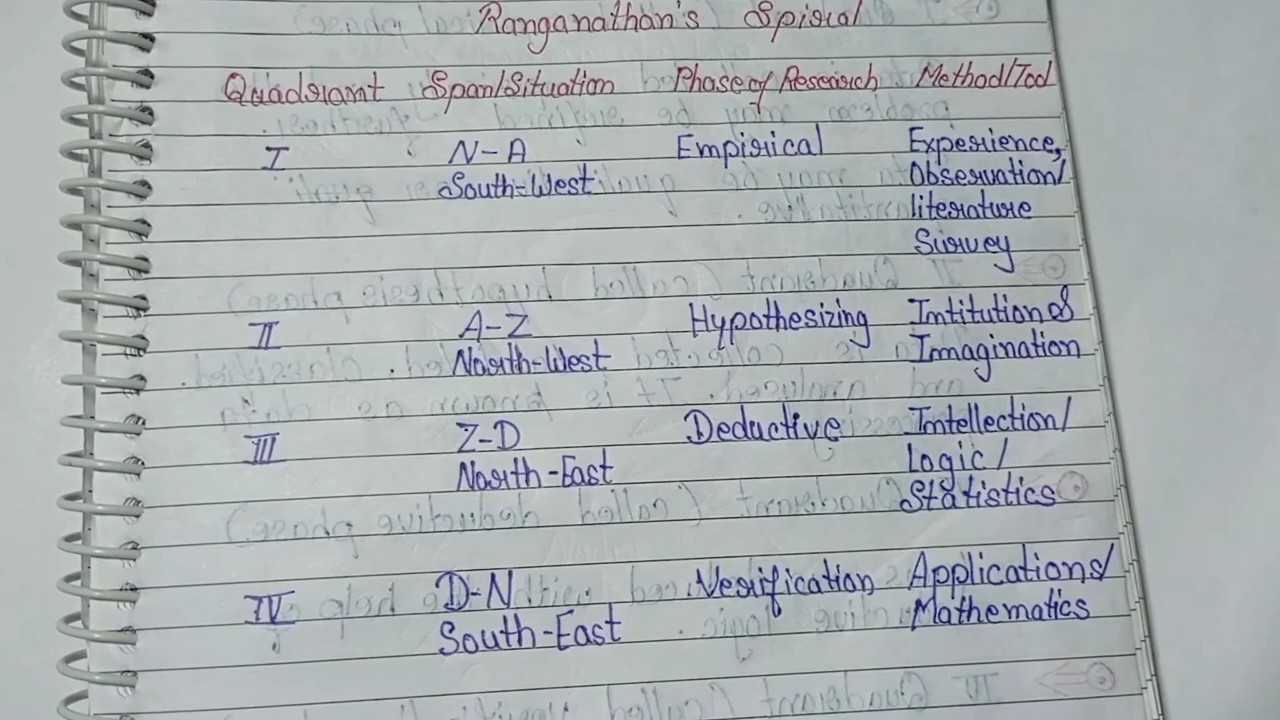 Ranganathan's Spiral
Quadrant Span/Situation Phase of Research Method/Tool
I N-A Empirical Experience,
South-West Observation/
literature
Survey
II A-Z Hypothesizing Intitution &
North-West Imagination
III Z-D Deductive Intellection/
North-East Logic/
Statistics
IV D-N Verification Applications/
South-East Mathematics